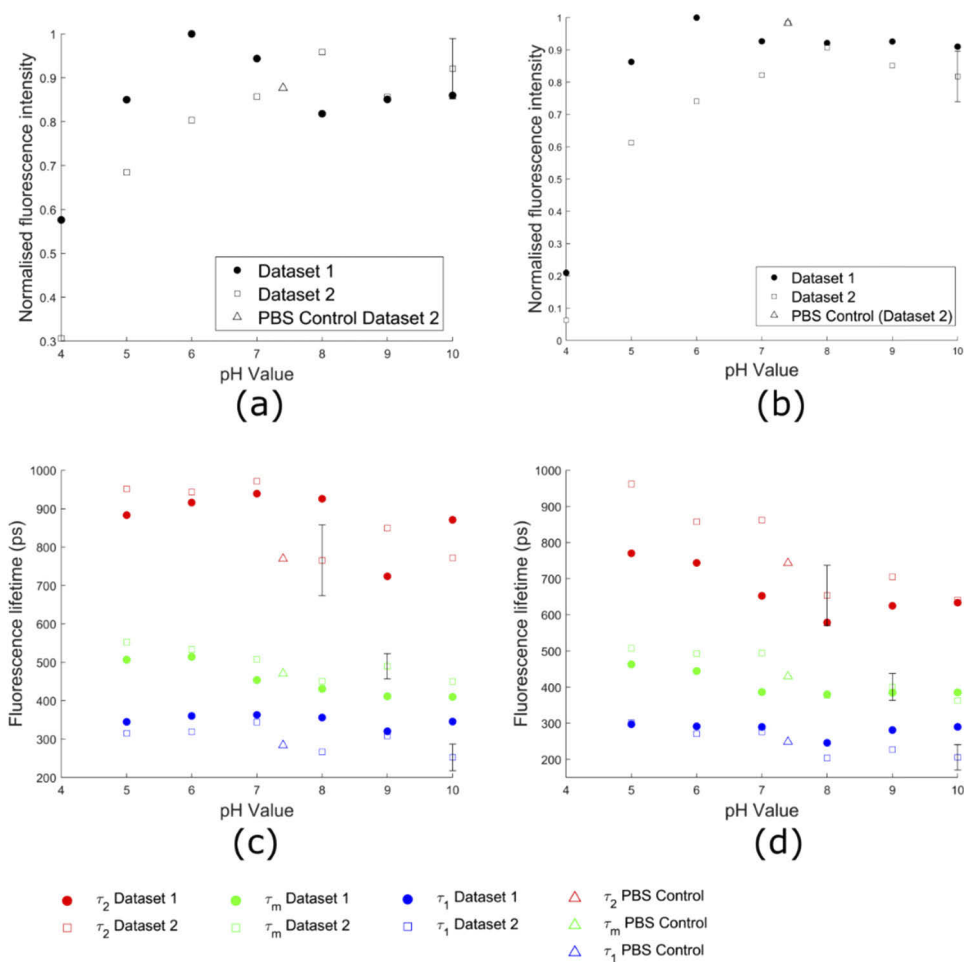 1
0.9
0.8
0.7
0.6
0.5
0.4
0.3
Normalised fluorescence intensity
Dataset 1
Dataset 2
PBS Control Dataset 2
4 5 6 7 8 9 10
pH Value
(a)
1
0.9
0.8
0.7
0.6
0.5
0.4
0.3
0.2
0.1
0
Normalised fluorescence intensity
Dataset 1
Dataset 2
PBS Control (Dataset 2)
4 5 6 7 8 9 10
pH Value
(b)
1000
900
800
700
600
500
400
300
200
Fluorescence lifetime (ps)
4 5 6 7 8 9 10
pH Value
(c)
1000
900
800
700
600
500
400
300
200
Fluorescence lifetime (ps)
4 5 6 7 8 9 10
pH Value
(d)
τ2 Dataset 1
τ2 Dataset 2
τm Dataset 1
τm Dataset 2
τ1 Dataset 1
τ1 Dataset 2
τ2 PBS Control
τm PBS Control
τ1 PBS Control